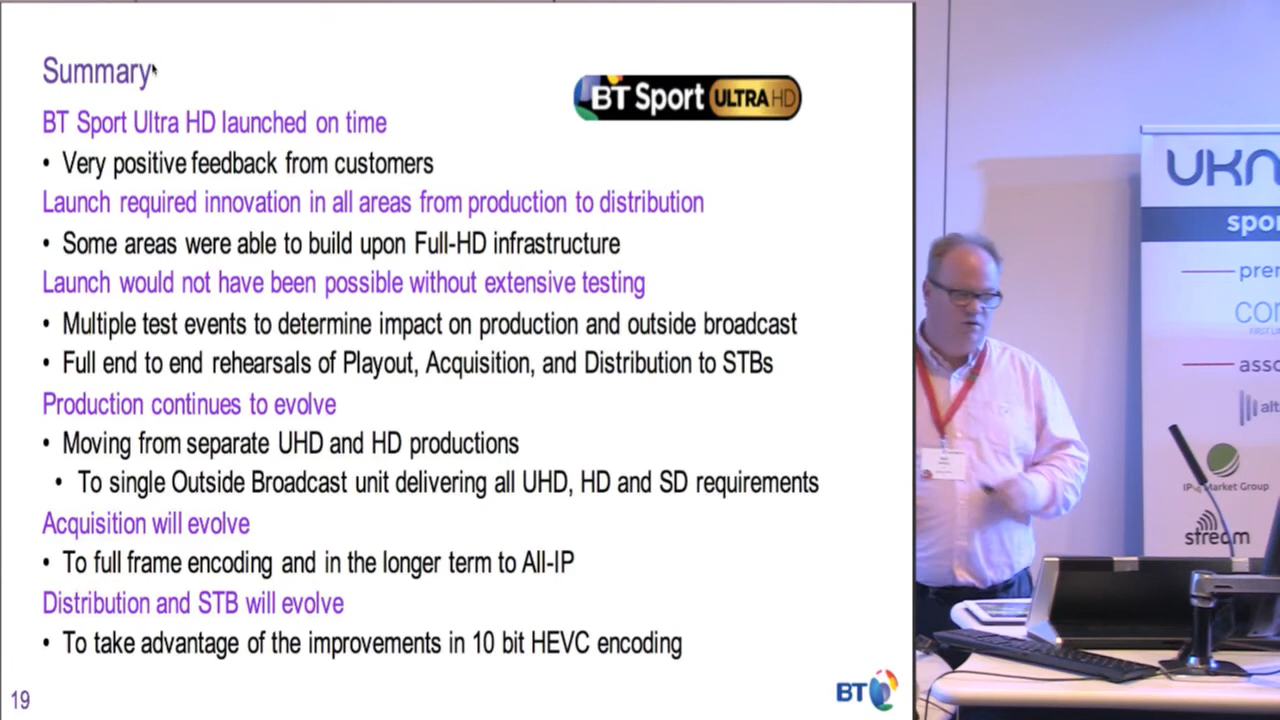 Summary
BT Sport ULTRA HD
BT Sport Ultra HD launched on time
• Very positive feedback from customers
Launch required innovation in all areas from production to distribution
• Some areas were able to build upon Full-HD infrastructure
Launch would not have been possible without extensive testing
• Multiple test events to determine impact on production and outside broadcast
• Full end to end rehearsals of Playout, Acquisition, and Distribution to STBs
Production continues to evolve
• Moving from separate UHD and HD productions
• To single Outside Broadcast unit delivering all UHD, HD and SD requirements
Acquisition will evolve
• To full frame encoding and in the longer term to All-IP
Distribution and STB will evolve
• To take advantage of the improvements in 10 bit HEVC encoding
19
BT
UKN
spo
prem
CON
FIRST L
asso
alt
Market Group
stream